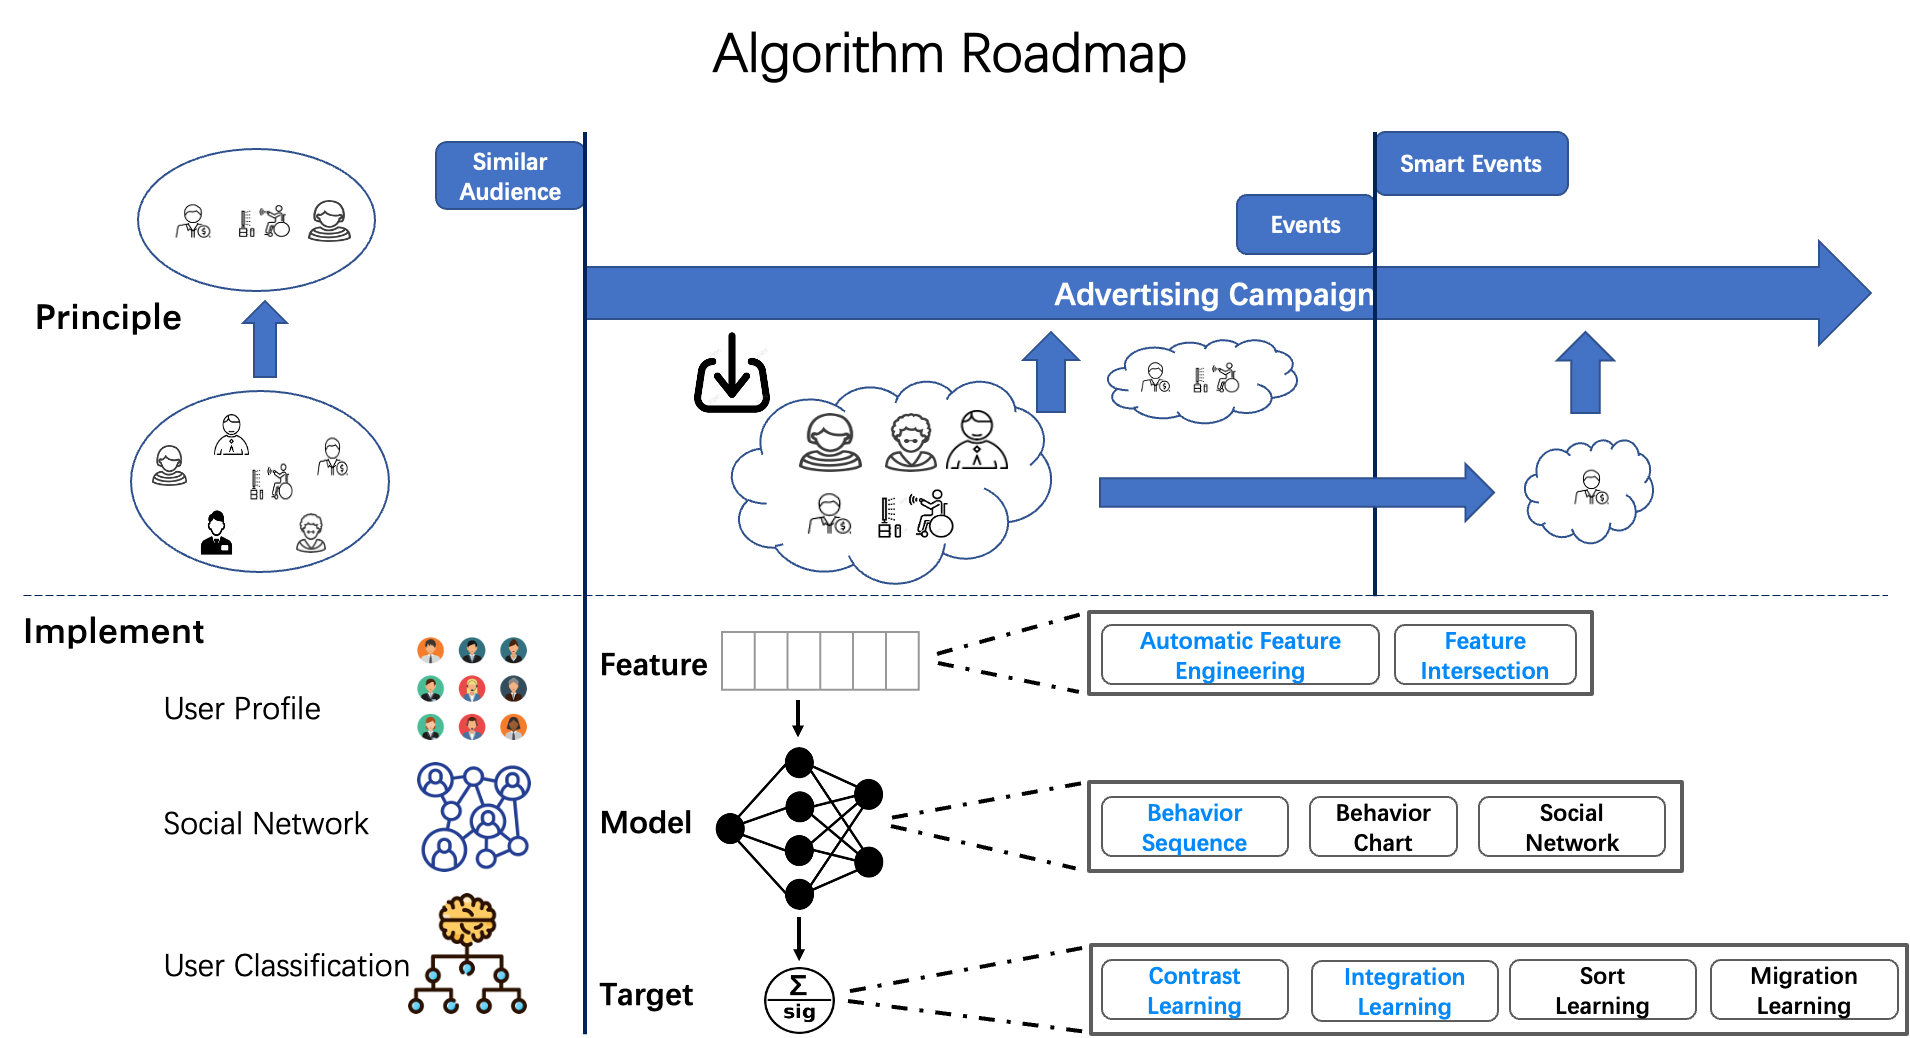 Algorithm Roadmap
Similar
Audience
Smart Events
Events
Advertising Campaign
Principle
Implement
User Profile
Social Network
User Classification
Feature
Automatic Feature
Engineering
Feature
Intersection
Model
Behavior
Sequence
Behavior
Chart
Social
Network
Target
Σ
sig
Contrast
Learning
Integration
Learning
Sort
Learning
Migration
Learning